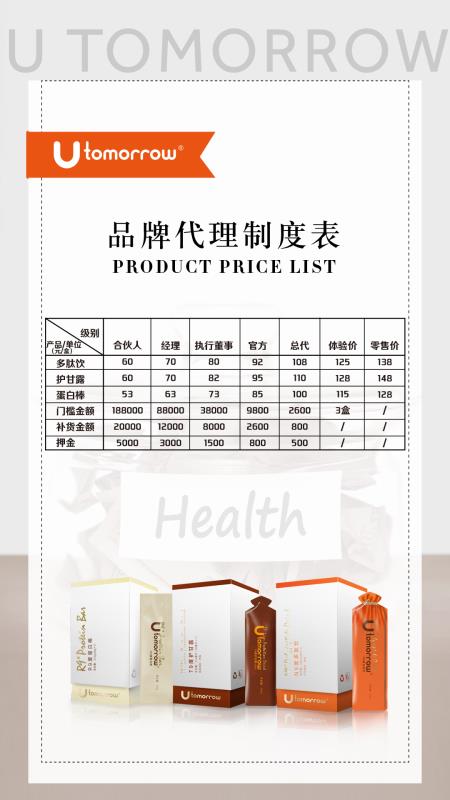 U TOMORROW
U tomorrow®
品牌代理制度表
PRODUCT PRICE LIST
级别 产品/单位 (元/盒) 合伙人 经理 执行董事 官方 总代 体验价 零售价
多肽饮 60 70 80 92 108 125 138
护甘露 60 70 82 95 110 128 148
蛋白棒 53 63 73 85 100 115 128
门槛金额 188000 88000 38000 9800 2600 3盒 /
补货金额 20000 12000 8000 2600 800 / /
押金 5000 3000 1500 800 500 / /
Health
R9+ Protein Bar
U tomorrow
U tomorrow
U tomorrow
U tomorrow
U tomorrow